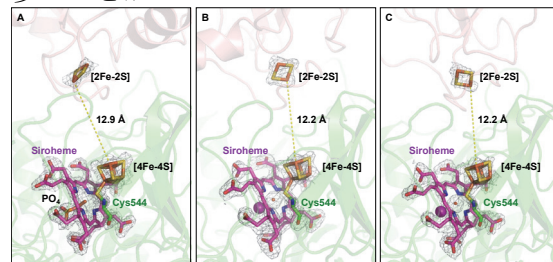 A
[2Fe-2S]
12.9 Å
Siroheme
[4Fe-4S]
PO4
Cys544
B
[2Fe-2S]
12.2 Å
Siroheme
[4Fe-4S]
Cys544
C
[2Fe-2S]
12.2 Å
Siroheme
[4Fe-4S]
Cys544